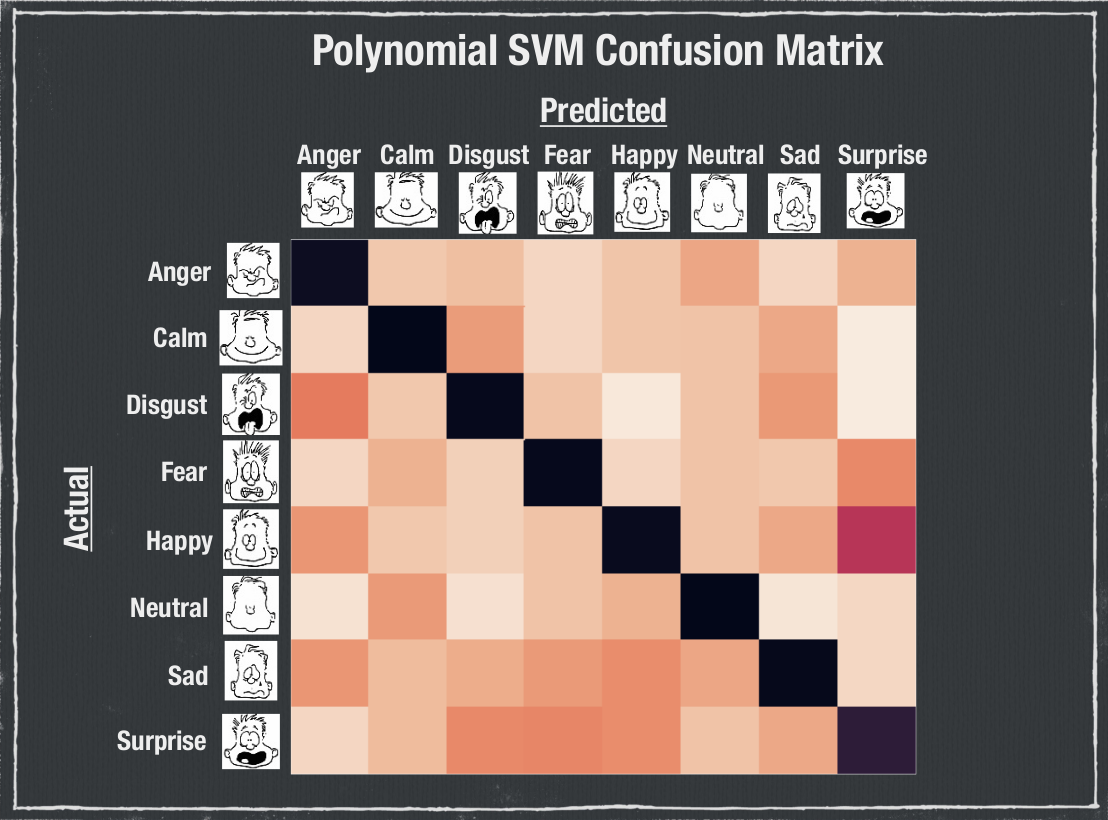 Polynomial SVM Confusion Matrix
Predicted
Anger Calm Disgust Fear Happy Neutral Sad Surprise
Anger
Calm
Disgust
Fear
Actual
Happy
Neutral
Sad
Surprise